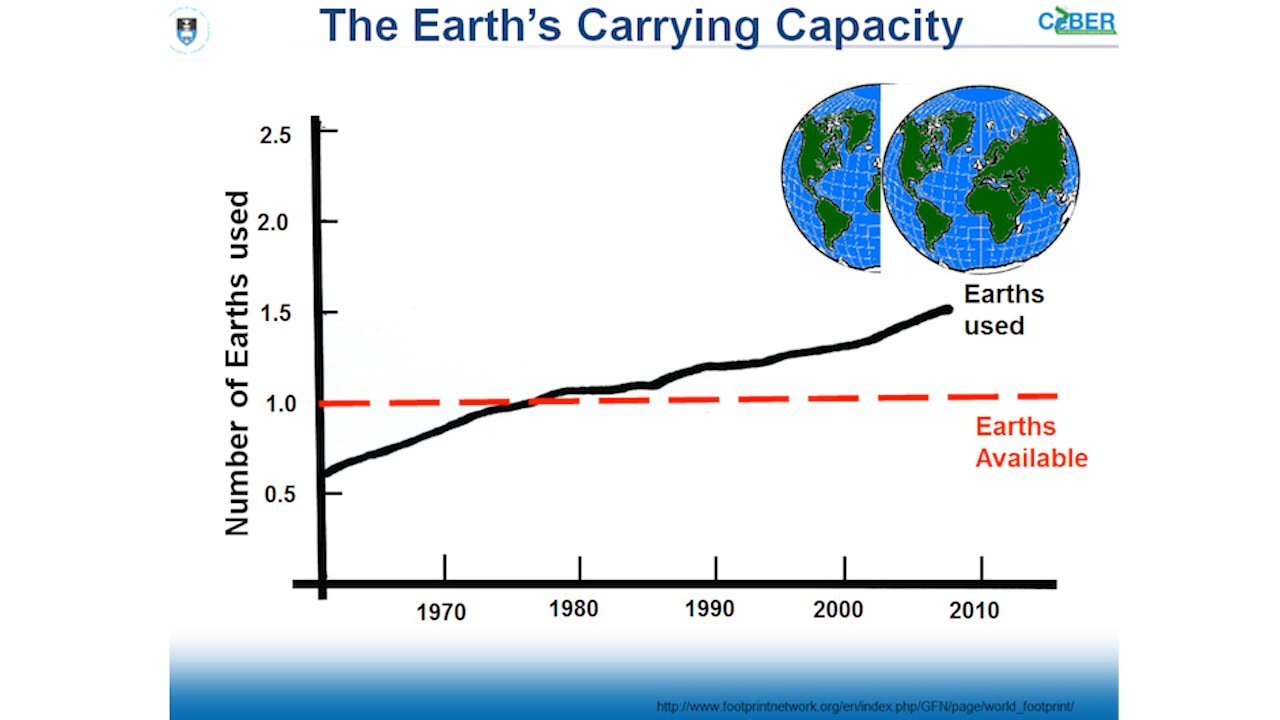 The Earth's Carrying Capacity
CeBER
2.5
2.0
1.5
1.0
0.5
Number of Earths used
Earths
used
Earths
Available
1970
1980
1990
2000
2010
http://www.footprintnetwork.org/en/index.php/GFN/page/world_footprint/